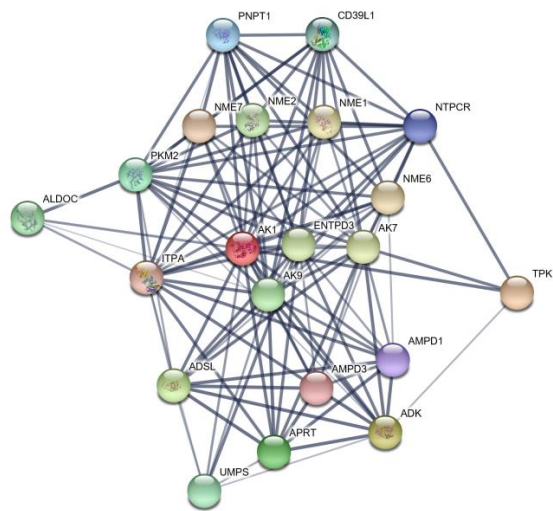 PNPT1
CD39L1
NME7
NME2
NME1
NTPCR
PKM2
NME6
ALDOC
AK1
ENTPD3
AK7
ITPA
AK9
TPK
AMPD1
ADSL
AMPD3
ADK
APRT
UMPS